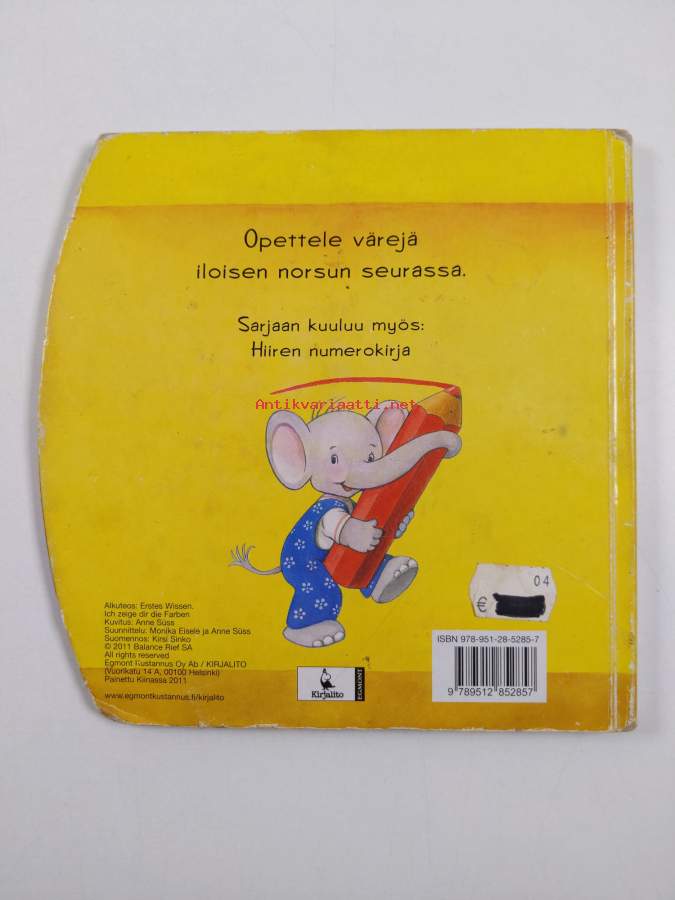 Opettele värejä
iloisen norsun seurassa.
Sarjaan kuuluu myös:
Hiiren numerokirja
Antikvariaatti.net
04
€
Alkuteos: Erstes Wissen.
Ich zeige dir die Farben
Kuvitus: Anne Süss
Suunnittelu: Monika Eisele ja Anne Süss
Suomennos: Kirsi Sinko
© 2011 Balance Rief SA
All rights reserved
Egmont Kustannus Oy Ab / KIRJALITO
(Vuorikatu 14 A, 00100 Helsinki)
Painettu Kiinassa 2011
www.egmontkustannus.fi/kirjalito
Kirjalito
EGMONT
ISBN 978-951-28-5285-7
9 789512 852857